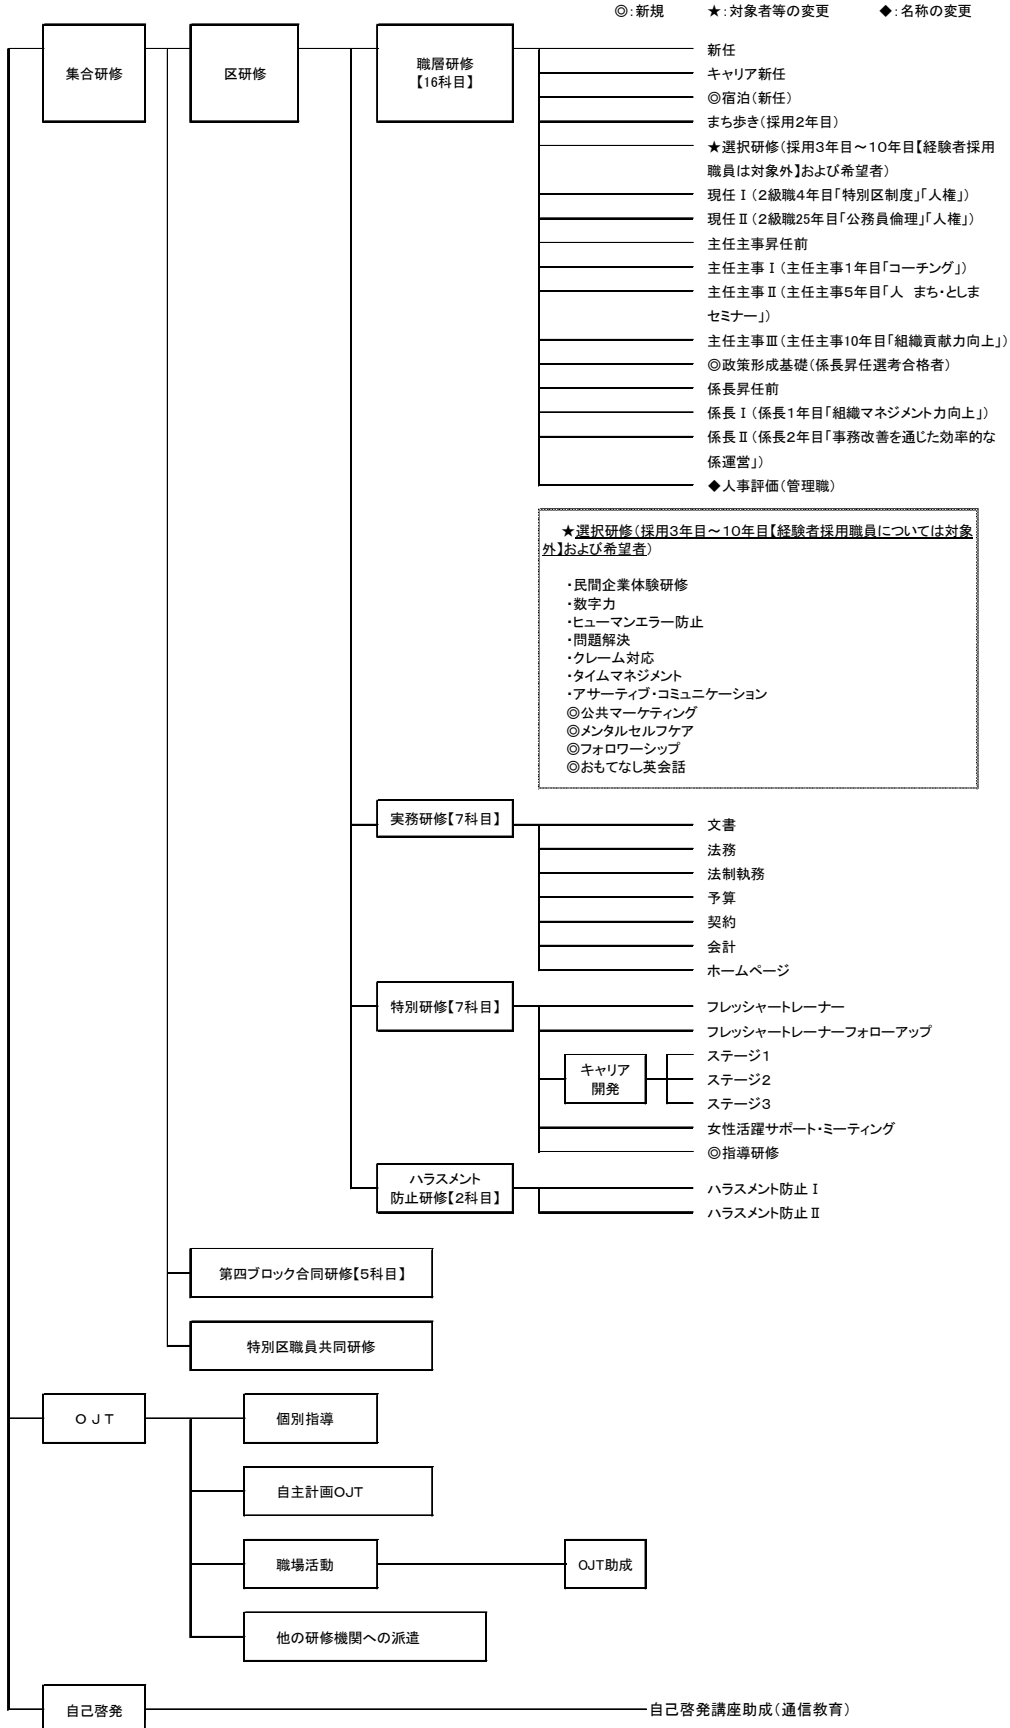 ◎：新規　★：対象者等の変更　◆：名称の変更
集合研修
区研修
職層研修
【16科目】
新任
キャリア新任
◎宿泊（新任）
まち歩き（採用２年目）
★選択研修（採用３年目～１０年目【経験者採用
職員は対象外】および希望者）
現任Ⅰ（２級職４年目「特別区制度」「人権」）
現任Ⅱ（２級職25年目「公務員倫理」「人権」）
主任主事昇任前
主任主事Ⅰ（主任主事１年目「コーチング」）
主任主事Ⅱ（主任主事５年目「人　まち・としま
セミナー」）
主任主事Ⅲ（主任主事10年目「組織貢献力向上」）
◎政策形成基礎（係長昇任選考合格者）
係長昇任前
係長Ⅰ（係長１年目「組織マネジメント力向上」）
係長Ⅱ（係長２年目「事務改善を通じた効率的な
係運営」）
◆人事評価（管理職）
★選択研修（採用３年目～１０年目【経験者採用職員については対象
外】および希望者）
・民間企業体験研修
・数字力
・ヒューマンエラー防止
・問題解決
・クレーム対応
・タイムマネジメント
・アサーティブ・コミュニケーション
◎公共マーケティング
◎メンタルセルフケア
◎フォロワーシップ
◎おもてなし英会話
実務研修【７科目】
文書
法務
法制執務
予算
契約
会計
ホームページ
特別研修【７科目】
フレッシャートレーナー
フレッシャートレーナーフォローアップ
キャリア
開発
ステージ１
ステージ２
ステージ３
女性活躍サポート・ミーティング
◎指導研修
ハラスメント
防止研修【２科目】
ハラスメント防止Ⅰ
ハラスメント防止Ⅱ
第四ブロック合同研修【５科目】
特別区職員共同研修
ＯＪＴ
個別指導
自主計画OJT
職場活動
OJT助成
他の研修機関への派遣
自己啓発
自己啓発講座助成（通信教育）